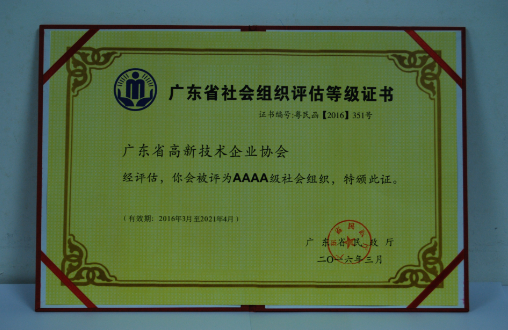 广东省社会组织评估等级证书
证书编号:粤民函【2016】351号
广东省高新技术企业协会
经评估，你会被评为AAAA级社会组织，特颁此证。
（有效期：2016年3月至2021年4月）
广东省民政厅
二〇一六年三月